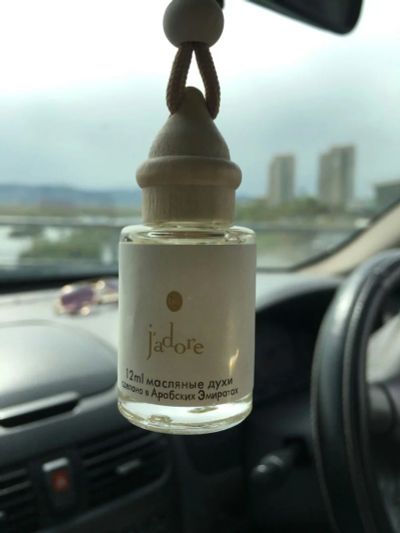 j'adore
12ml масляные духи
сделано в Арабских Эмиратах